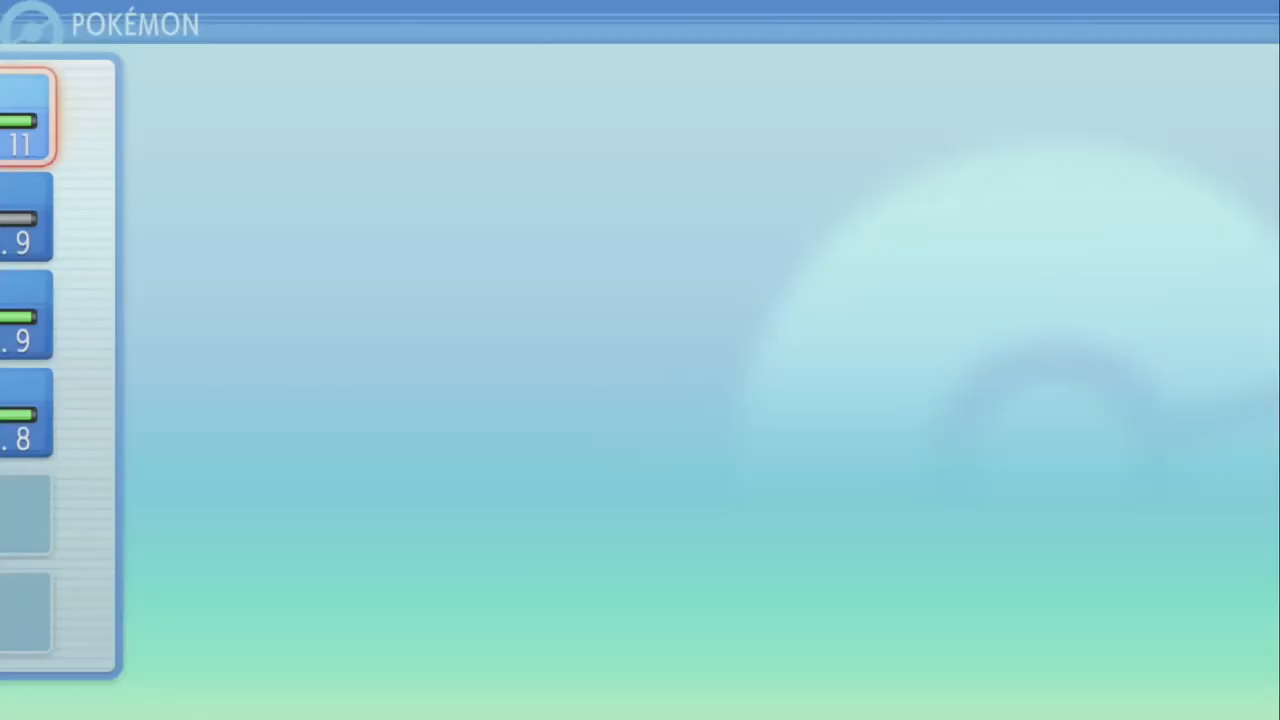 POKÉMON
11
. 9
. 9
. 8